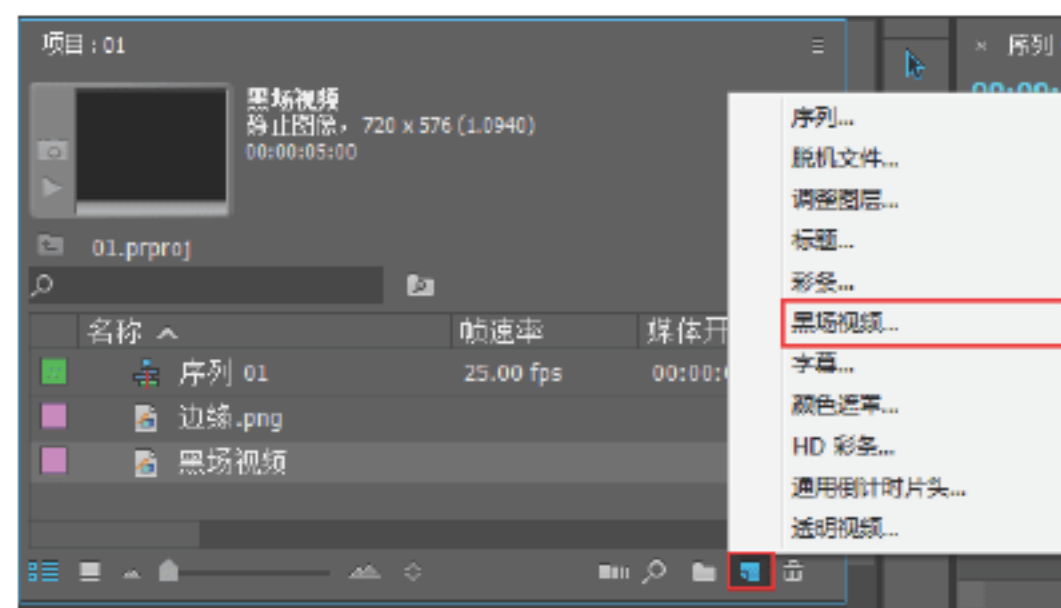 项目：01
× 序列
黑场视频
静止图像，720 x 576 (1.0940)
00:00:05:00
01.prproj
名称
帧速率
媒体开
序列 01
25.00 fps
00:00:
边缘.png
黑场视频
00:00:
序列...
脱机文件...
调整图层...
标题...
彩条...
黑场视频...
字幕...
颜色遮罩...
HD 彩条...
通用倒计时片头...
透明视频...